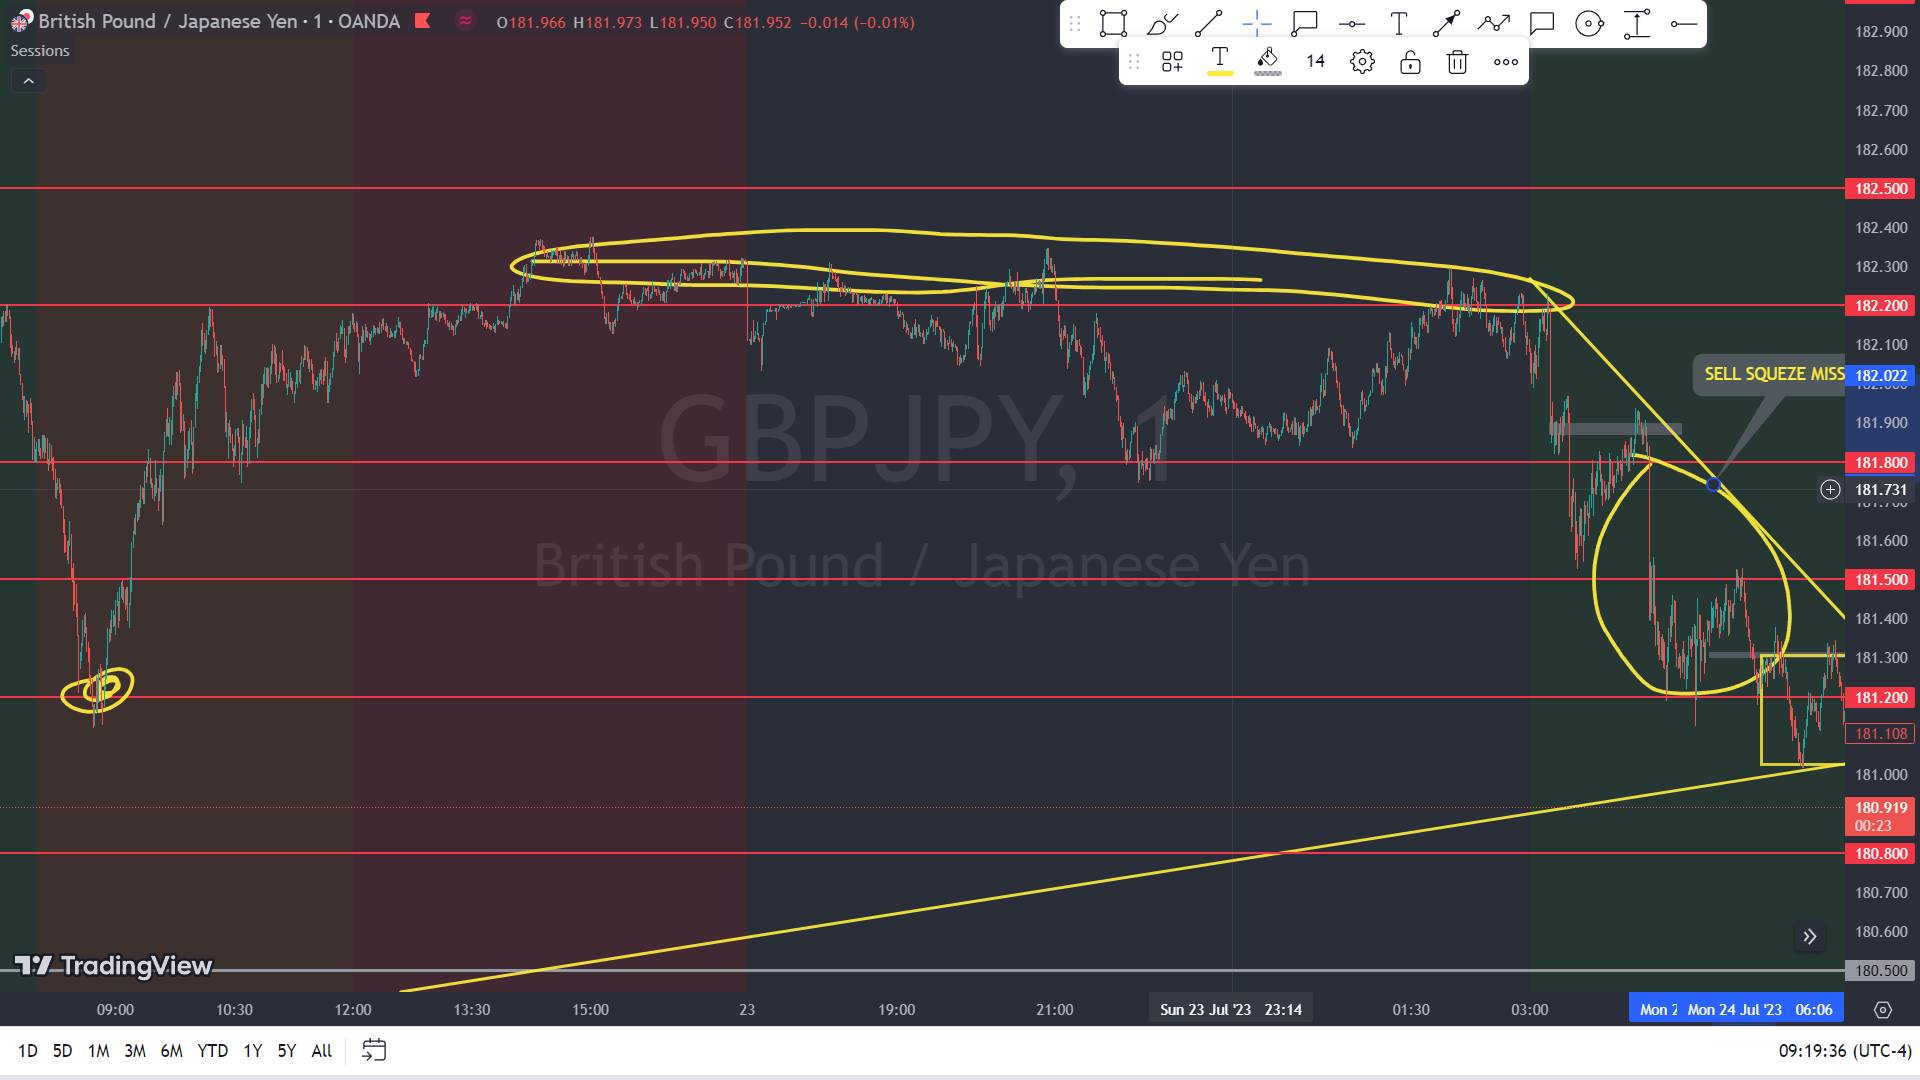 British Pound / Japanese Yen · 1 · OANDA
O181.966 H181.973 L181.950 C181.952 −0.014 (−0.01%)
Sessions
14
SELL SQUEZE MISS
GBPJPY, 1
British Pound / Japanese Yen
182.900
182.800
182.700
182.600
182.500
182.400
182.300
182.200
182.100
182.022
181.900
181.800
181.731
181.600
181.500
181.400
181.300
181.200
181.108
181.000
180.919
00:23
180.800
180.700
180.600
180.500
TradingView
09:00 10:30 12:00 13:30 15:00 23 19:00 21:00 Sun 23 Jul '23 23:14 01:30 03:00 Mon 2 Mon 24 Jul '23 06:06
1D 5D 1M 3M 6M YTD 1Y 5Y All
09:19:36 (UTC-4)